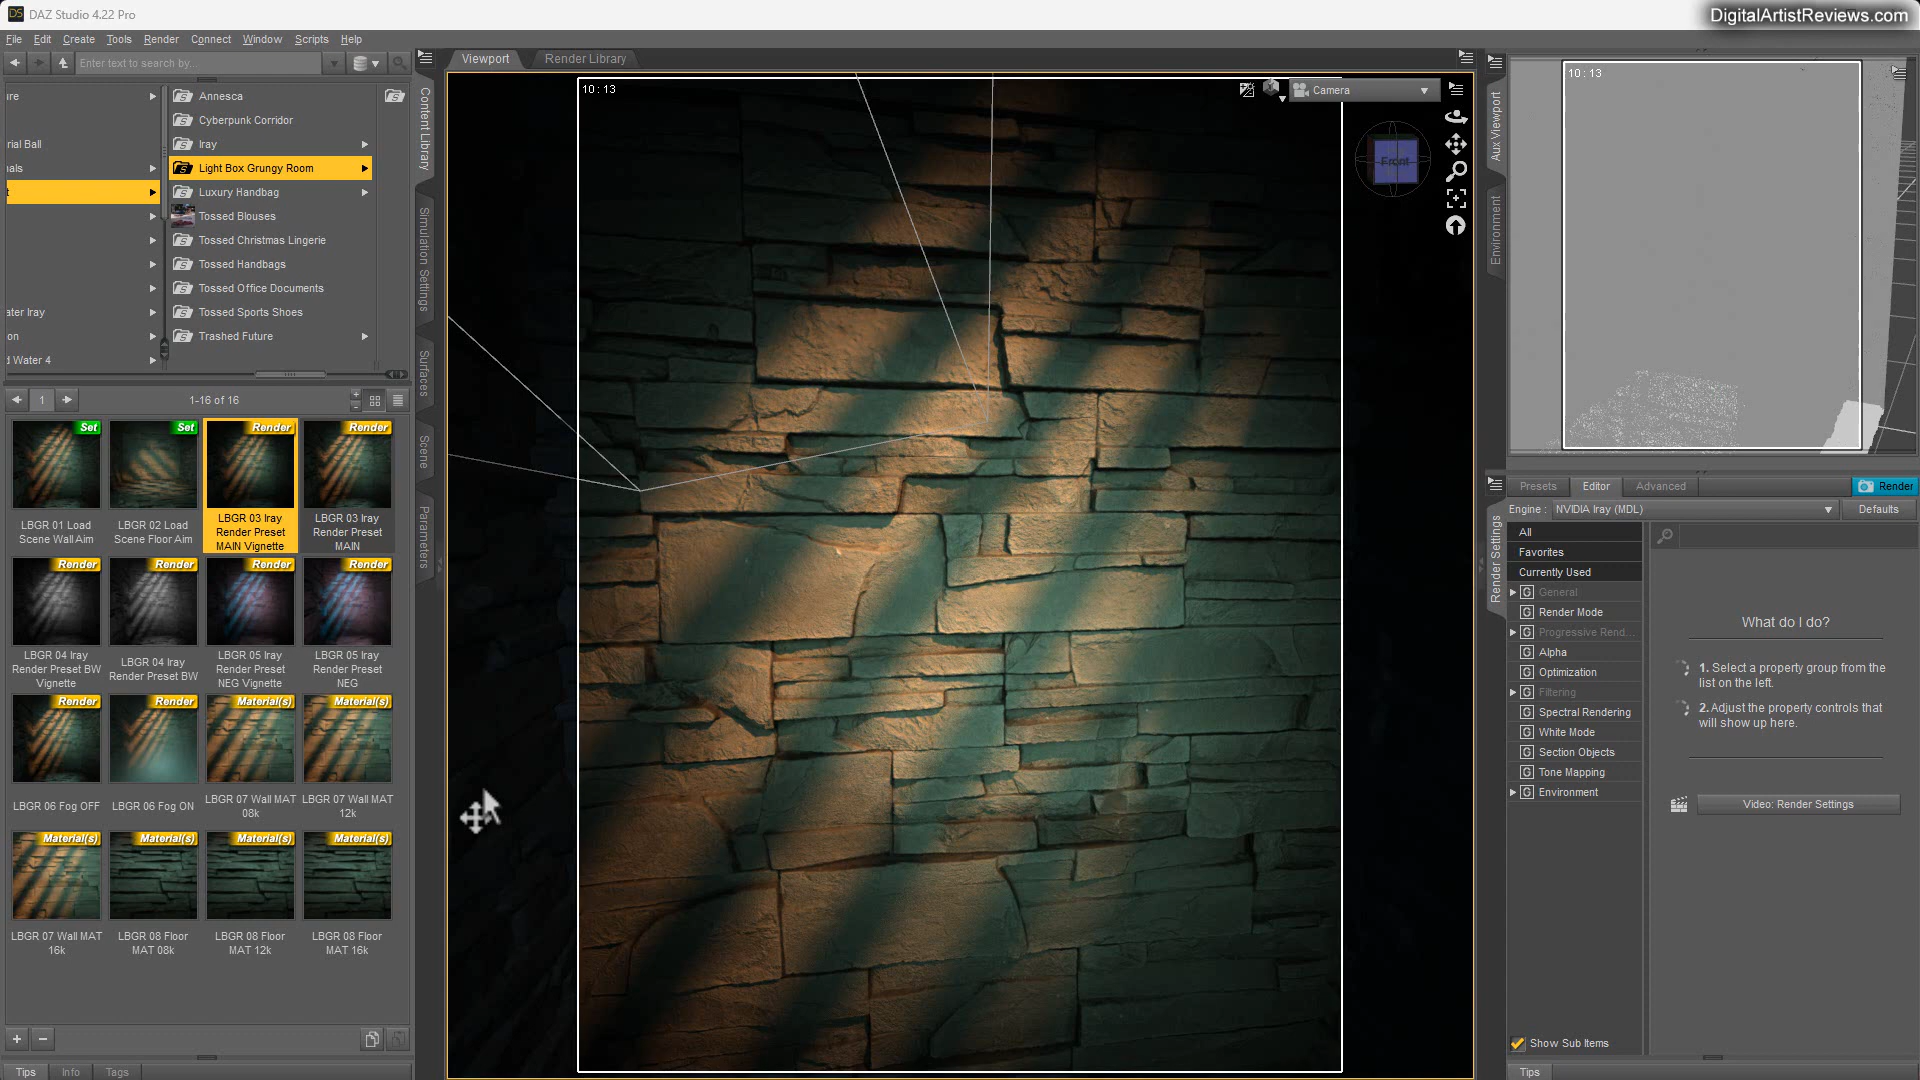 DS DAZ Studio 4.22 Pro
DigitalArtistReviews.com
File Edit Create Tools Render Connect Window Scripts Help
Enter text to search by...
Viewport Render Library
ure
rial Ball
als
t
ater Iray
on
d Water 4
Annesca
Cyberpunk Corridor
Iray
Light Box Grungy Room
Luxury Handbag
Tossed Blouses
Tossed Christmas Lingerie
Tossed Handbags
Tossed Office Documents
Tossed Sports Shoes
Trashed Future
1
1-16 of 16
Set
LBGR 01 Load
Scene Wall Aim
Set
LBGR 02 Load
Scene Floor Aim
Render
LBGR 03 Iray
Render Preset
MAIN Vignette
Render
LBGR 03 Iray
Render Preset
MAIN
Render
LBGR 04 Iray
Render Preset BW
Vignette
Render
LBGR 04 Iray
Render Preset BW
Render
LBGR 05 Iray
Render Preset
NEG Vignette
Render
LBGR 05 Iray
Render Preset
NEG
Render
LBGR 06 Fog OFF
Render
LBGR 06 Fog ON
Material(s)
LBGR 07 Wall MAT
08k
Material(s)
LBGR 07 Wall MAT
12k
Material(s)
LBGR 07 Wall MAT
16k
Material(s)
LBGR 08 Floor
MAT 08k
Material(s)
LBGR 08 Floor
MAT 12k
Material(s)
LBGR 08 Floor
MAT 16k
Tips Info Tags
Content Library
Simulation Settings
Surfaces
Scene
Parameters
10 : 13
Camera
Front
Aux Viewport
Environment
10 : 13
Render Settings
Presets Editor Advanced Render
Engine : NVIDIA Iray (MDL) Defaults
All
Favorites
Currently Used
G General
G Render Mode
G Progressive Rend...
G Alpha
G Optimization
G Filtering
G Spectral Rendering
G White Mode
G Section Objects
G Tone Mapping
G Environment
What do I do?
1. Select a property group from the
list on the left.
2. Adjust the property controls that
will show up here.
Video: Render Settings
Show Sub Items
Tips